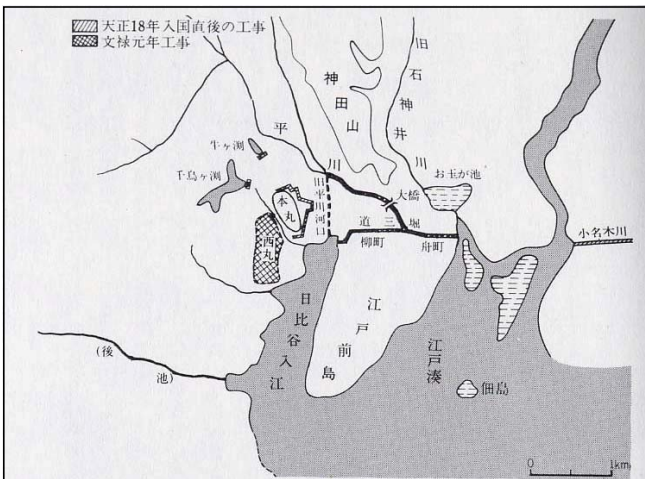 天正18年入国直後の工事
文禄元年工事
神田山
旧石神井川
平川
牛ヶ渕
千鳥ヶ渕
お玉が池
大橋
本丸
旧平川河口
道三堀
柳町
舟町
西丸
小名木川
日比谷入江
江戸前島
江戸湊
佃島
(後
池)
0 1km